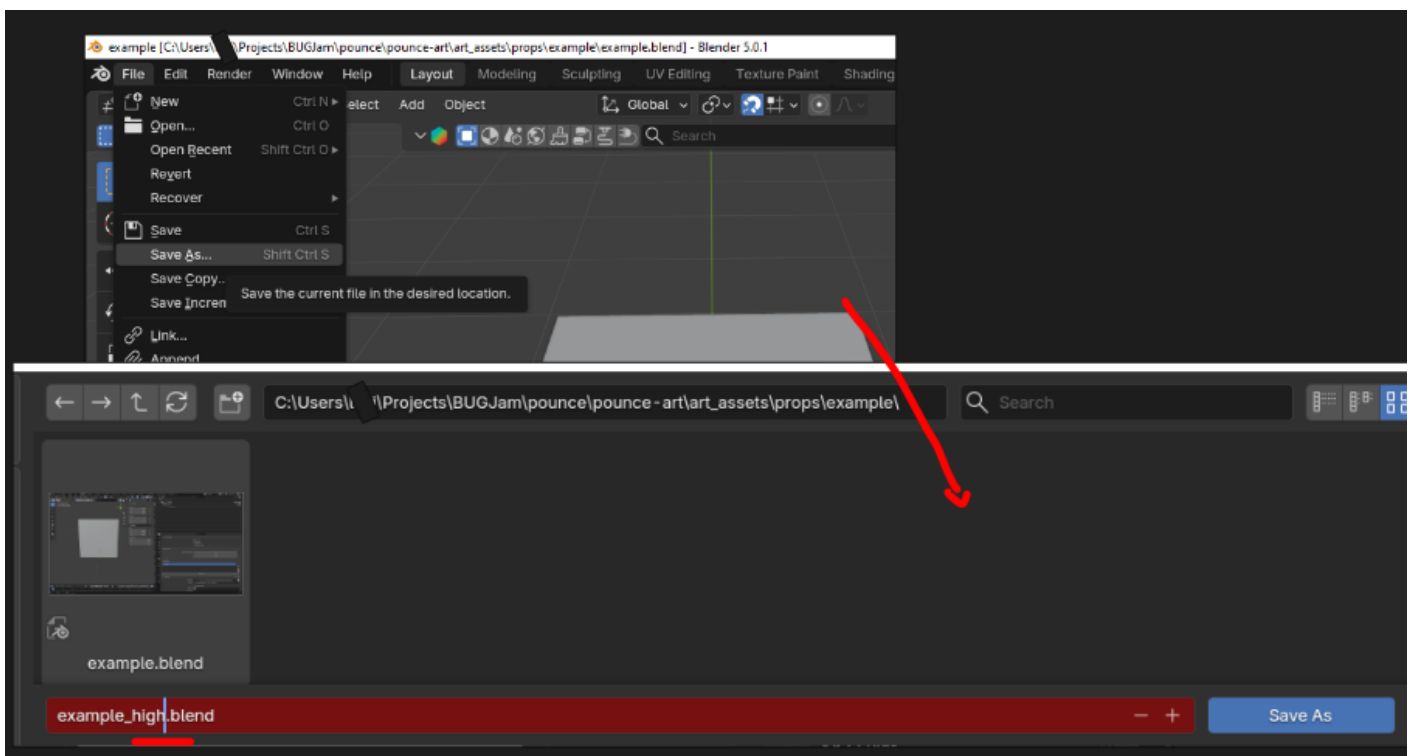 example [C:\Users\ \Projects\BUGJam\pounce\pounce-art\art_assets\props\example\example.blend] - Blender 5.0.1
File Edit Render Window Help Layout Modeling Sculpting UV Editing Texture Paint Shading
New Ctrl N
elect Add Object Global
Open... Ctrl O
Search
Open Recent Shift Ctrl O
Revert
Recover
Save Ctrl S
Save As... Shift Ctrl S
Save Copy..
Save Incren
Save the current file in the desired location.
Link...
Append
C:\Users\ \Projects\BUGJam\pounce\pounce-art\art_assets\props\example\ Search
example.blend
example_high.blend Save As